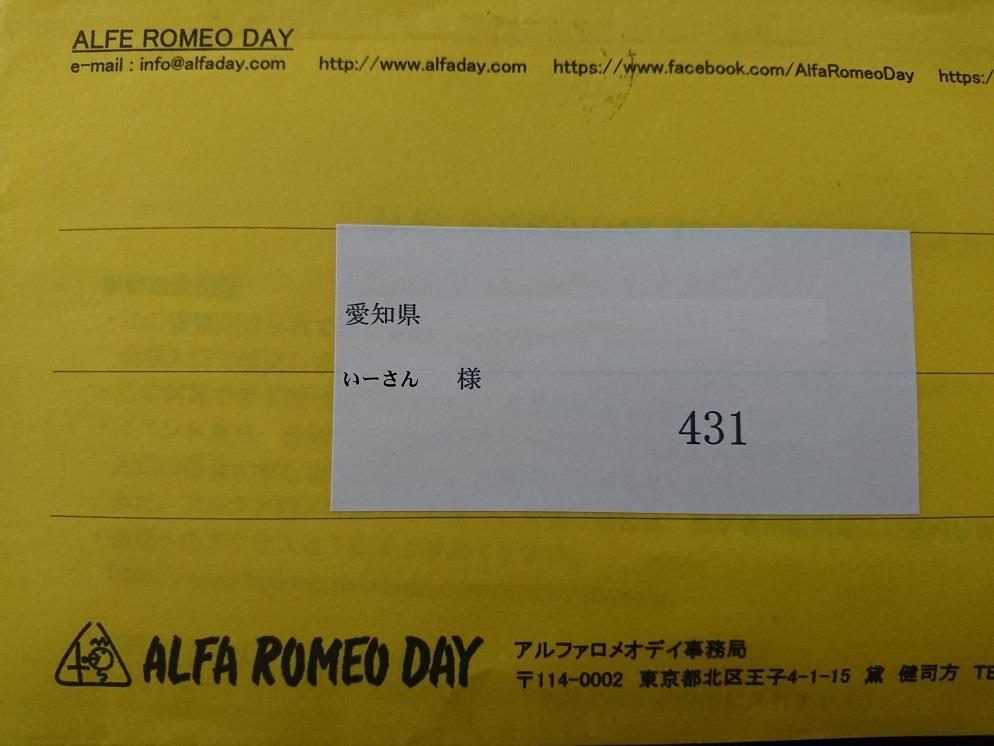 ALFE ROMEO DAY
e-mail : info@alfaday.com http://www.alfaday.com https://www.facebook.com/AlfaRomeoDay https:/
愛知県
いーさん 様
431
ALFA ROMEO DAY
アルファロメオデイ事務局
〒114-0002 東京都北区王子4-1-15 黛 健司方 TE